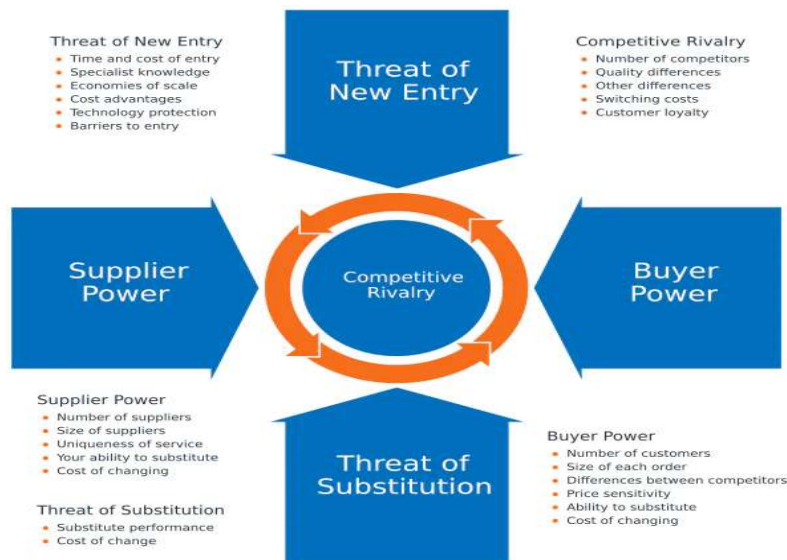 Threat of New Entry
Time and cost of entry
Specialist knowledge
Economies of scale
Cost advantages
Technology protection
Barriers to entry
Threat of
New Entry
Competitive Rivalry
Number of competitors
Quality differences
Other differences
Switching costs
Customer loyalty
Supplier
Power
Competitive
Rivalry
Buyer
Power
Supplier Power
Number of suppliers
Size of suppliers
Uniqueness of service
Your ability to substitute
Cost of changing
Threat of Substitution
Substitute performance
Cost of change
Threat of
Substitution
Buyer Power
Number of customers
Size of each order
Differences between competitors
Price sensitivity
Ability to substitute
Cost of changing